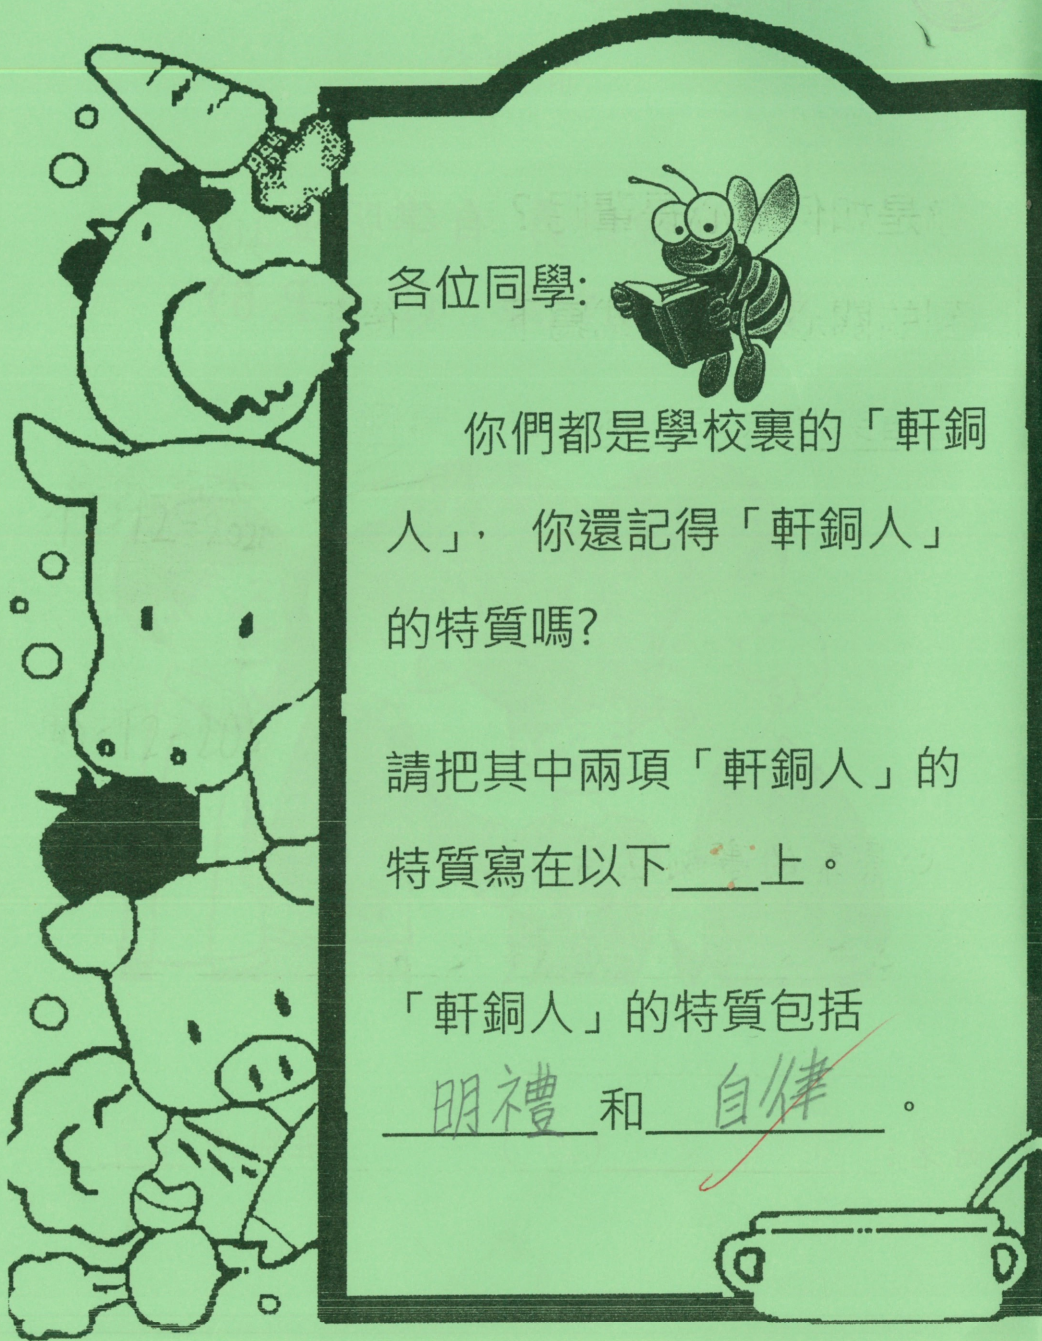 各位同學:
你們都是學校裏的「軒銅
人」, 你還記得「軒銅人」
的特質嗎?
請把其中兩項「軒銅人」的
特質寫在以下____上。
「軒銅人」的特質包括
明禮和自律。